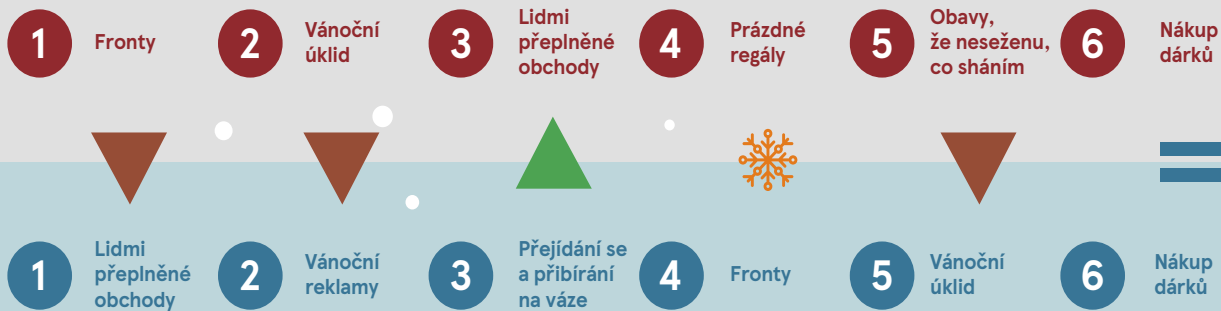 1
Fronty
2
Vánoční
úklid
3
Lidmi
přeplněné
obchody
4
Prázdné
regály
5
Obavy,
že neseženu,
co sháním
6
Nákup
dárků
1
Lidmi
přeplněné
obchody
2
Vánoční
reklamy
3
Přejídání se
a přibírání
na váze
4
Fronty
5
Vánoční
úklid
6
Nákup
dárků